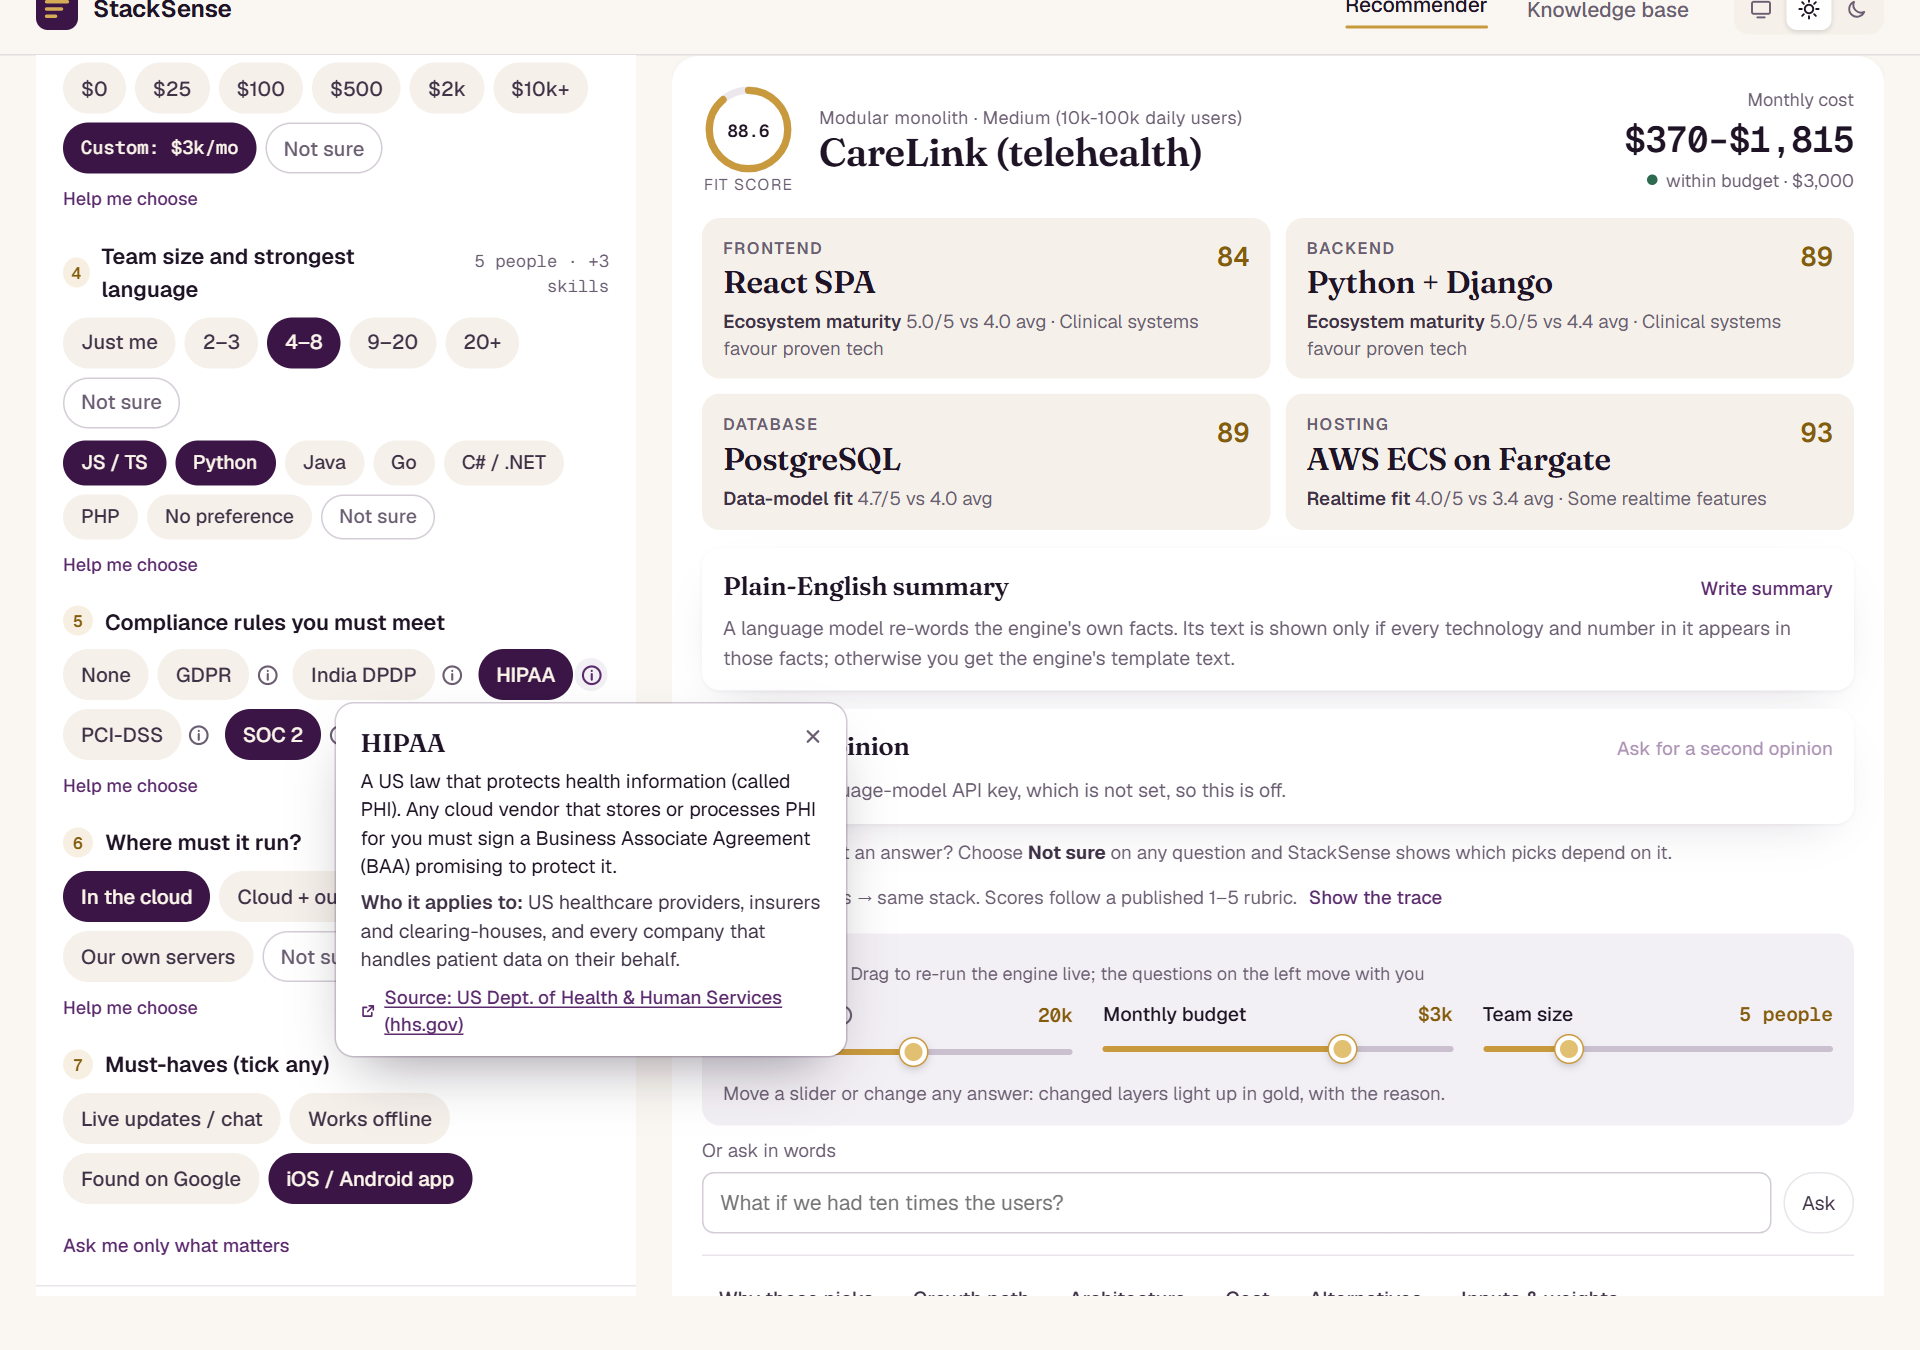 StackSense
Recommender
Knowledge base
$0
$25
$100
$500
$2k
$10k+
Custom: $3k/mo
Not sure
Help me choose
4
Team size and strongest
language
5 people · +3
skills
Just me
2–3
4–8
9–20
20+
Not sure
JS / TS
Python
Java
Go
C# / .NET
PHP
No preference
Not sure
Help me choose
5
Compliance rules you must meet
None
GDPR
India DPDP
HIPAA
PCI-DSS
SOC 2
Help me choose
6
Where must it run?
In the cloud
Cloud + ou
Our own servers
Not su
Help me choose
7
Must-haves (tick any)
Live updates / chat
Works offline
Found on Google
iOS / Android app
Ask me only what matters
HIPAA
A US law that protects health information (called
PHI). Any cloud vendor that stores or processes PHI
for you must sign a Business Associate Agreement
(BAA) promising to protect it.
Who it applies to: US healthcare providers, insurers
and clearing-houses, and every company that
handles patient data on their behalf.
Source: US Dept. of Health & Human Services
(hhs.gov)
88.6
FIT SCORE
Modular monolith · Medium (10k-100k daily users)
CareLink (telehealth)
Monthly cost
$370–$1,815
within budget · $3,000
FRONTEND
84
React SPA
Ecosystem maturity 5.0/5 vs 4.0 avg · Clinical systems
favour proven tech
BACKEND
89
Python + Django
Ecosystem maturity 5.0/5 vs 4.4 avg · Clinical systems
favour proven tech
DATABASE
89
PostgreSQL
Data-model fit 4.7/5 vs 4.0 avg
HOSTING
93
AWS ECS on Fargate
Realtime fit 4.0/5 vs 3.4 avg · Some realtime features
Plain-English summary
Write summary
A language model re-words the engine's own facts. Its text is shown only if every technology and number in it appears in
those facts; otherwise you get the engine's template text.
inion
Ask for a second opinion
uage-model API key, which is not set, so this is off.
t an answer? Choose Not sure on any question and StackSense shows which picks depend on it.
s → same stack. Scores follow a published 1–5 rubric. Show the trace
Drag to re-run the engine live; the questions on the left move with you
20k
Monthly budget
$3k
Team size
5 people
Move a slider or change any answer: changed layers light up in gold, with the reason.
Or ask in words
What if we had ten times the users?
Ask
Why these picks
Growth path
Architecture
Cost
Alternatives
Inputs & weights